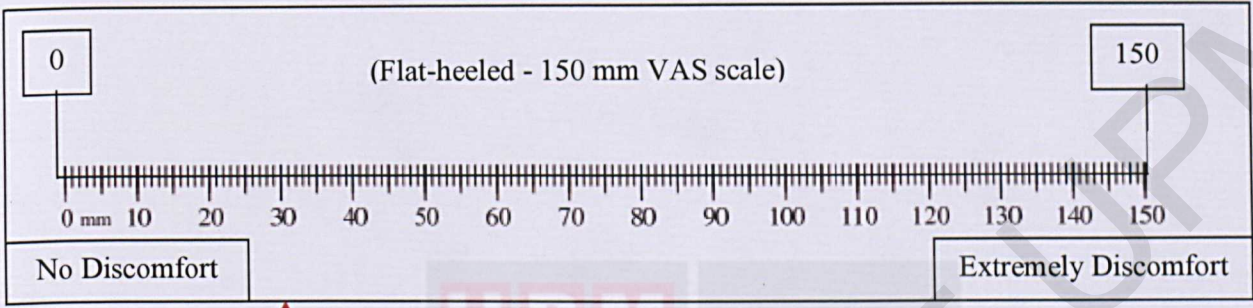 0
(Flat-heeled - 150 mm VAS scale)
150
0 mm 10 20 30 40 50 60 70 80 90 100 110 120 130 140 150
No Discomfort
Extremely Discomfort
UPM